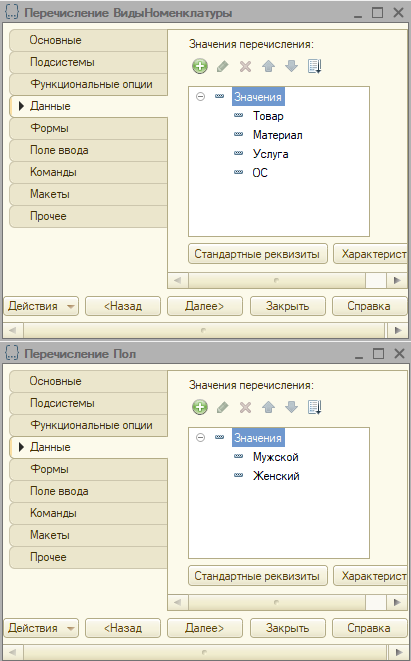 Перечисление ВидыНоменклатуры
Основные
Подсистемы
Функциональные опции
Данные
Формы
Поле ввода
Команды
Макеты
Прочее
Значения перечисления:
Значения
Товар
Материал
Услуга
ОС
Стандартные реквизиты
Характерист
Действия
<Назад
Далее>
Закрыть
Справка
Перечисление Пол
Основные
Подсистемы
Функциональные опции
Данные
Формы
Поле ввода
Команды
Макеты
Прочее
Значения перечисления:
Значения
Мужской
Женский
Стандартные реквизиты
Характерист
Действия
<Назад
Далее>
Закрыть
Справка